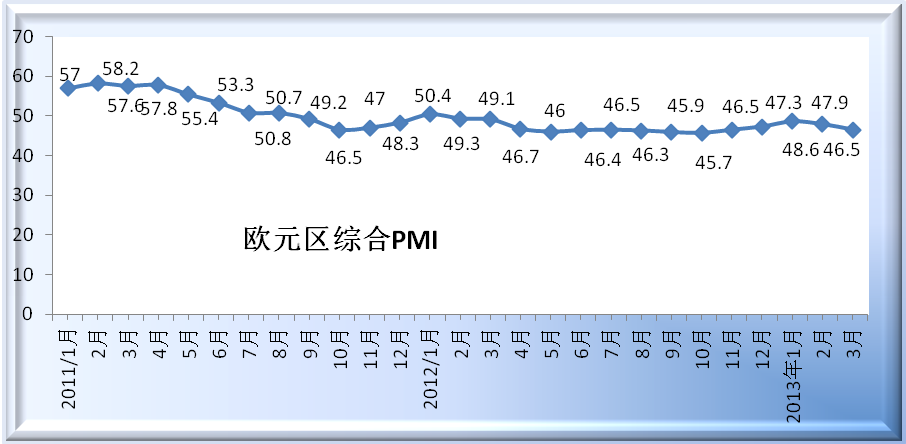 70
60
50
40
30
20
10
0
57
58.2
57.6
57.8
55.4
53.3
50.8
50.7
49.2
46.5
47
48.3
50.4
49.3
49.1
46.7
46
46.4
46.5
46.3
45.9
45.7
46.5
47.3
48.6
47.9
46.5
欧元区综合PMI
2011/1月
2月
3月
4月
5月
6月
7月
8月
9月
10月
11月
12月
2012/1月
2月
3月
4月
5月
6月
7月
8月
9月
10月
11月
12月
2013年1月
2月
3月